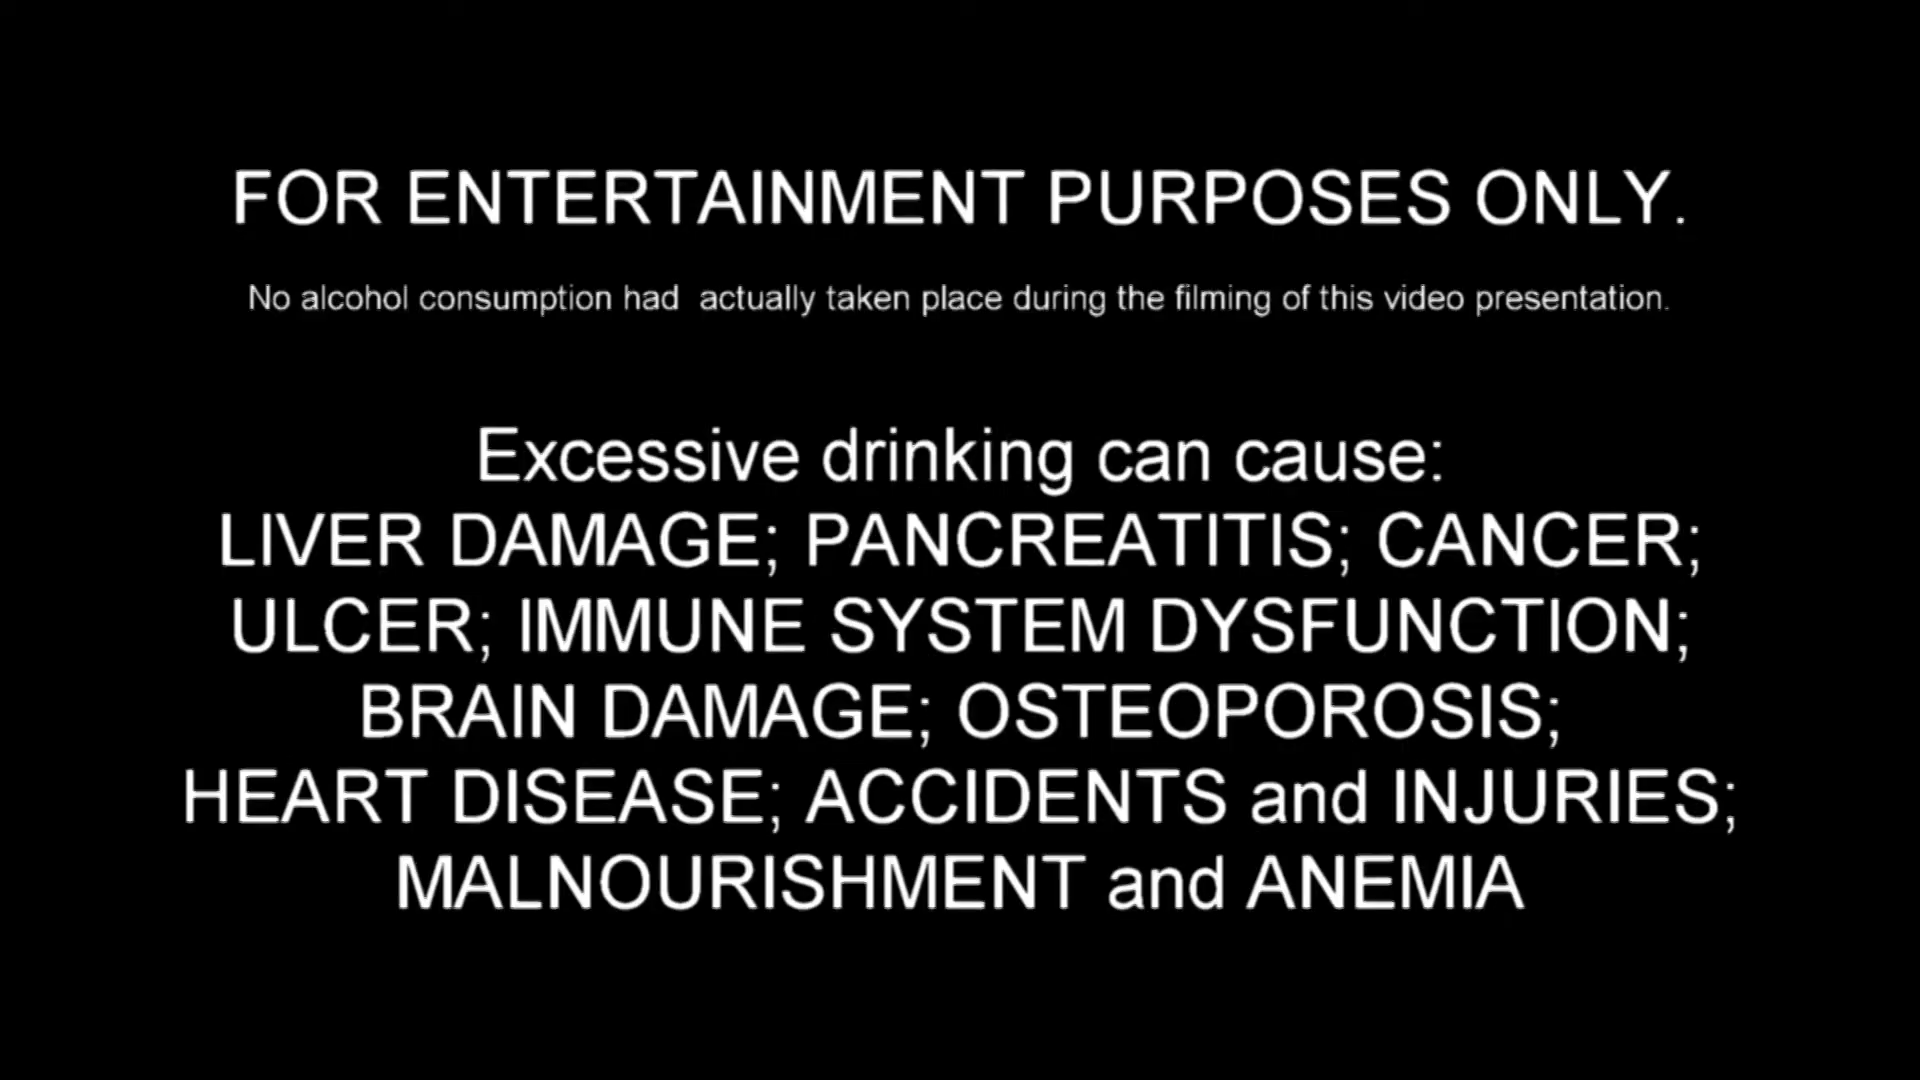 FOR ENTERTAINMENT PURPOSES ONLY.
No alcohol consumption had  actually taken place during the filming of this video presentation.
Excessive drinking can cause:
LIVER DAMAGE; PANCREATITIS; CANCER;
ULCER; IMMUNE SYSTEM DYSFUNCTION;
BRAIN DAMAGE; OSTEOPOROSIS;
HEART DISEASE; ACCIDENTS and INJURIES;
MALNOURISHMENT and ANEMIA